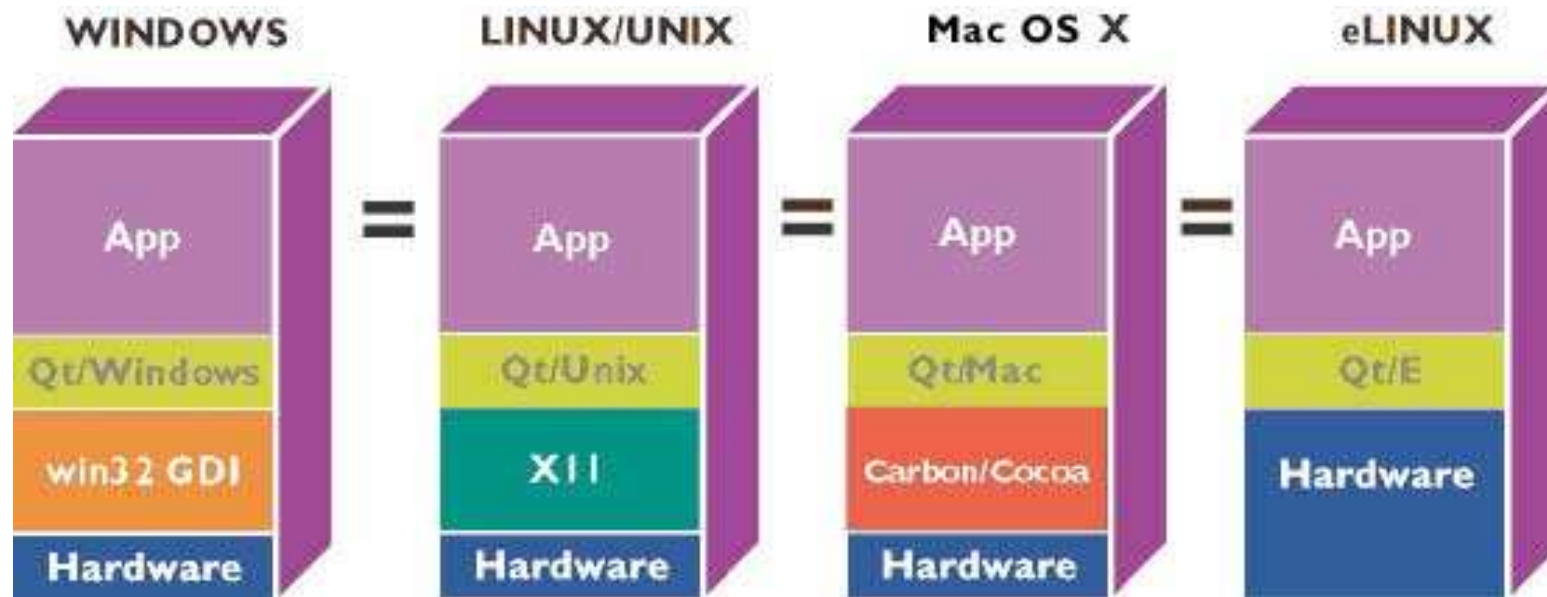 WINDOWS
App
Qt/Windows
win32 GDI
Hardware
=
LINUX/UNIX
App
Qt/Unix
X11
Hardware
=
Mac OS X
App
Qt/Mac
Carbon/Cocoa
Hardware
=
eLINUX
App
Qt/E
Hardware